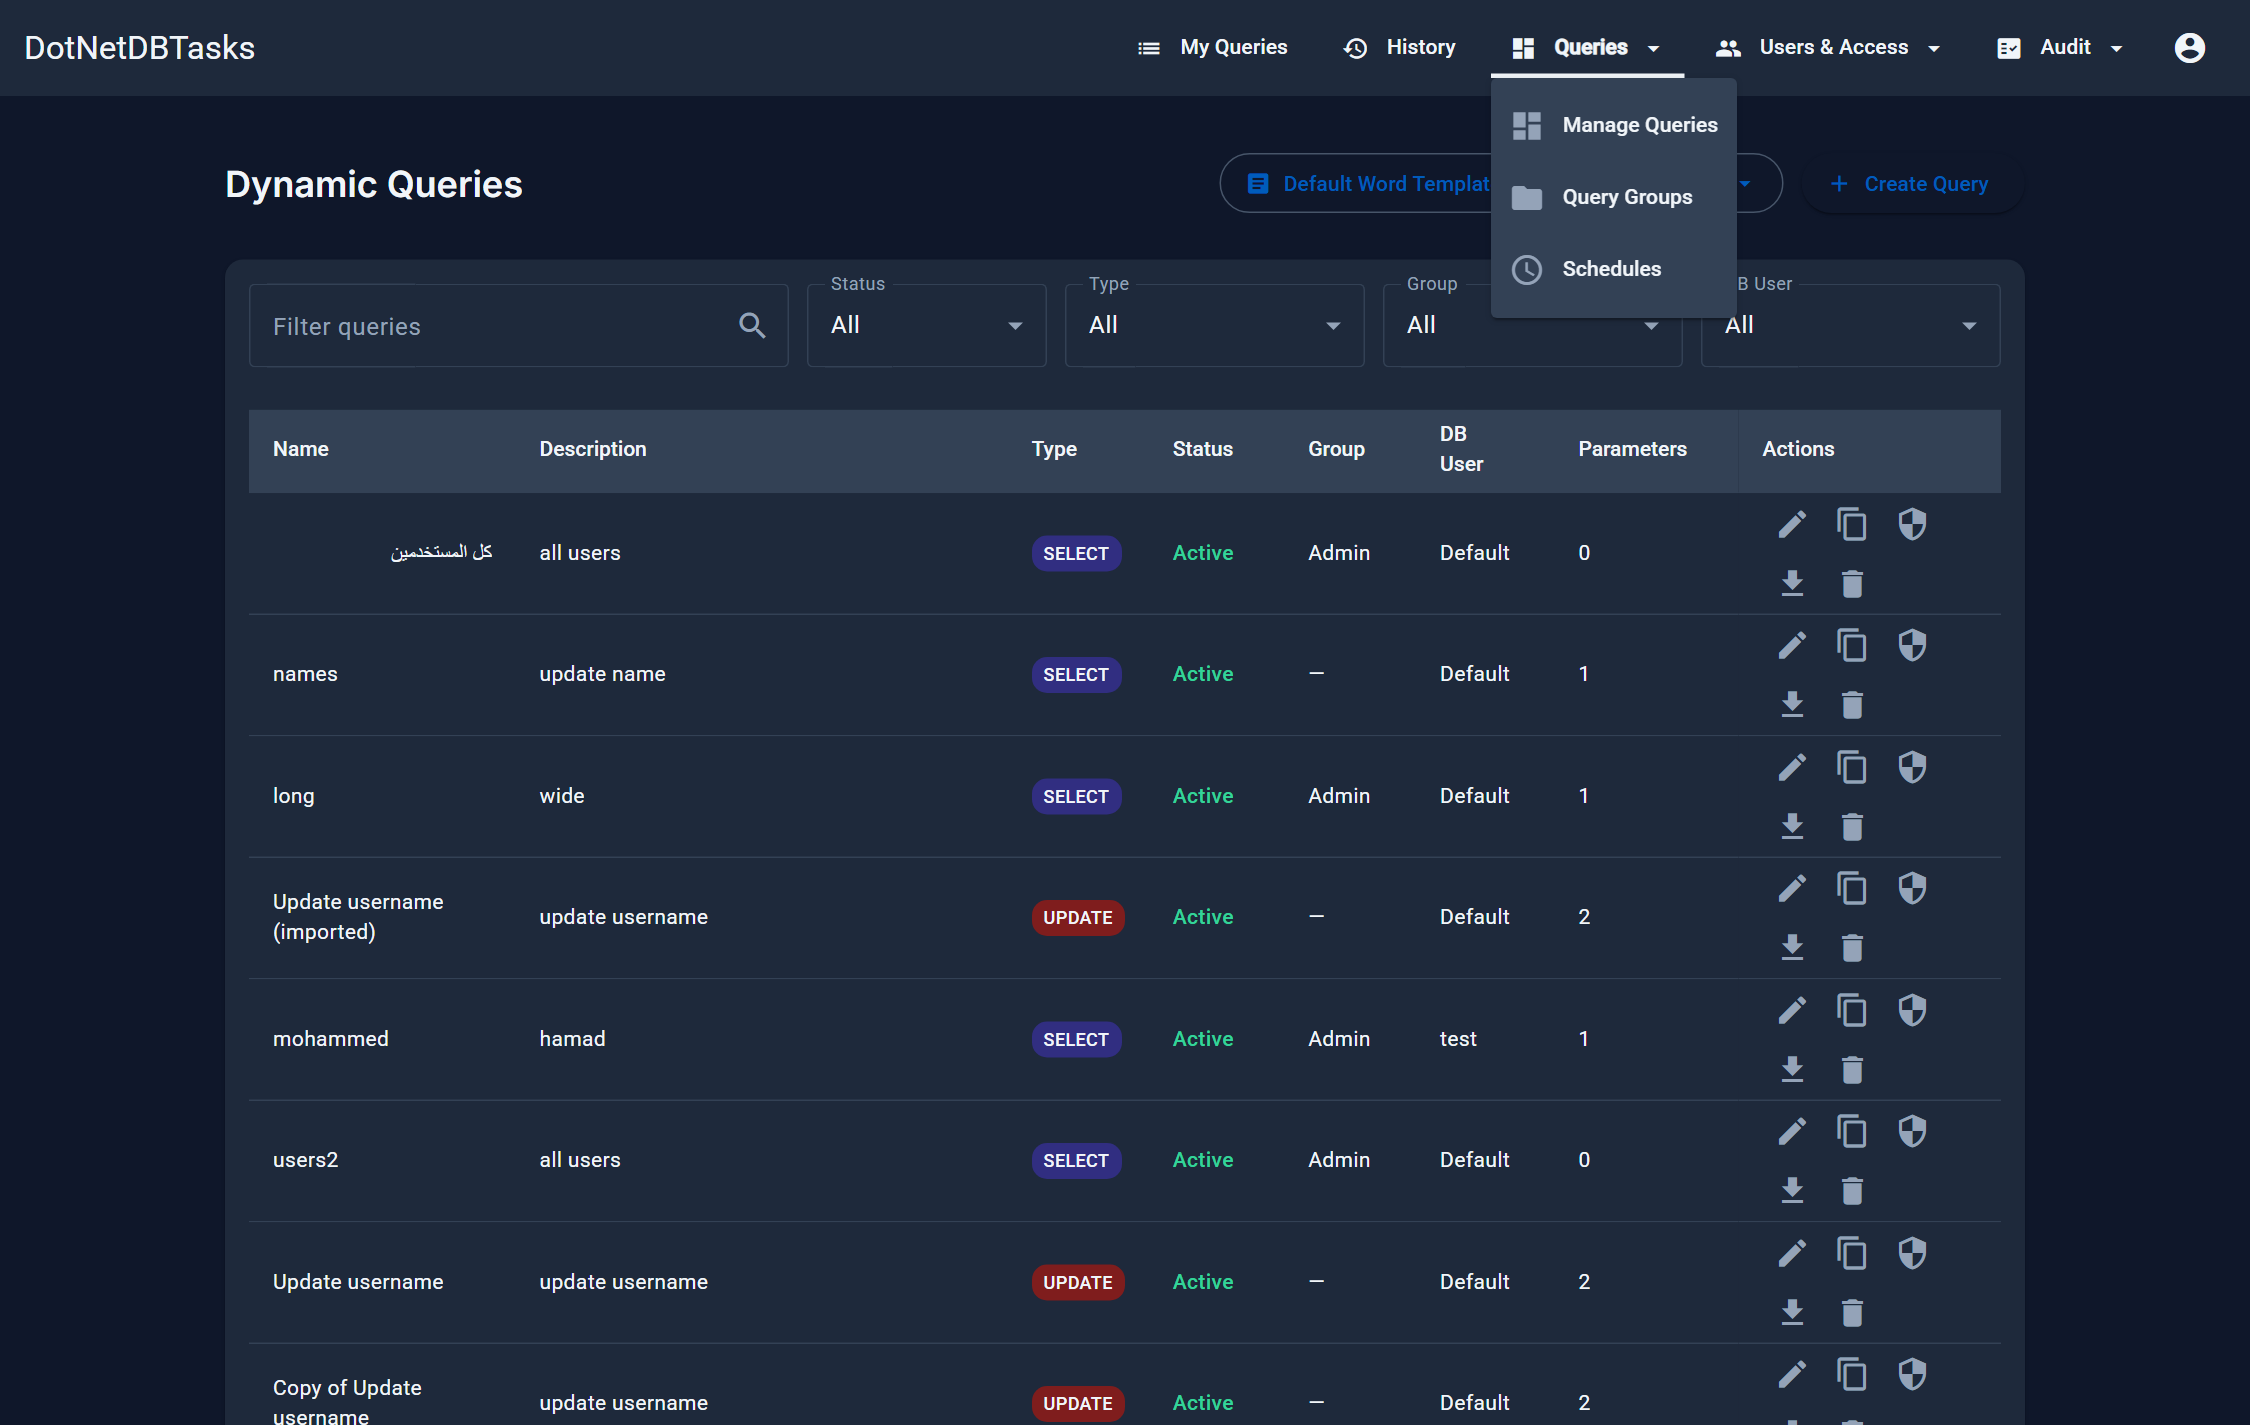 DotNetDBTasks
My Queries
History
Queries
Users & Access
Audit
Manage Queries
Query Groups
Schedules
Dynamic Queries
Default Word Templat
Create Query
Filter queries
Status
All
Type
All
Group
All
B User
All
Name
Description
Type
Status
Group
DB
User
Parameters
Actions
كل المستخدمين
all users
SELECT
Active
Admin
Default
0
names
update name
SELECT
Active
—
Default
1
long
wide
SELECT
Active
Admin
Default
1
Update username
(imported)
update username
UPDATE
Active
—
Default
2
mohammed
hamad
SELECT
Active
Admin
test
1
users2
all users
SELECT
Active
Admin
Default
0
Update username
update username
UPDATE
Active
—
Default
2
Copy of Update
username
update username
UPDATE
Active
—
Default
2